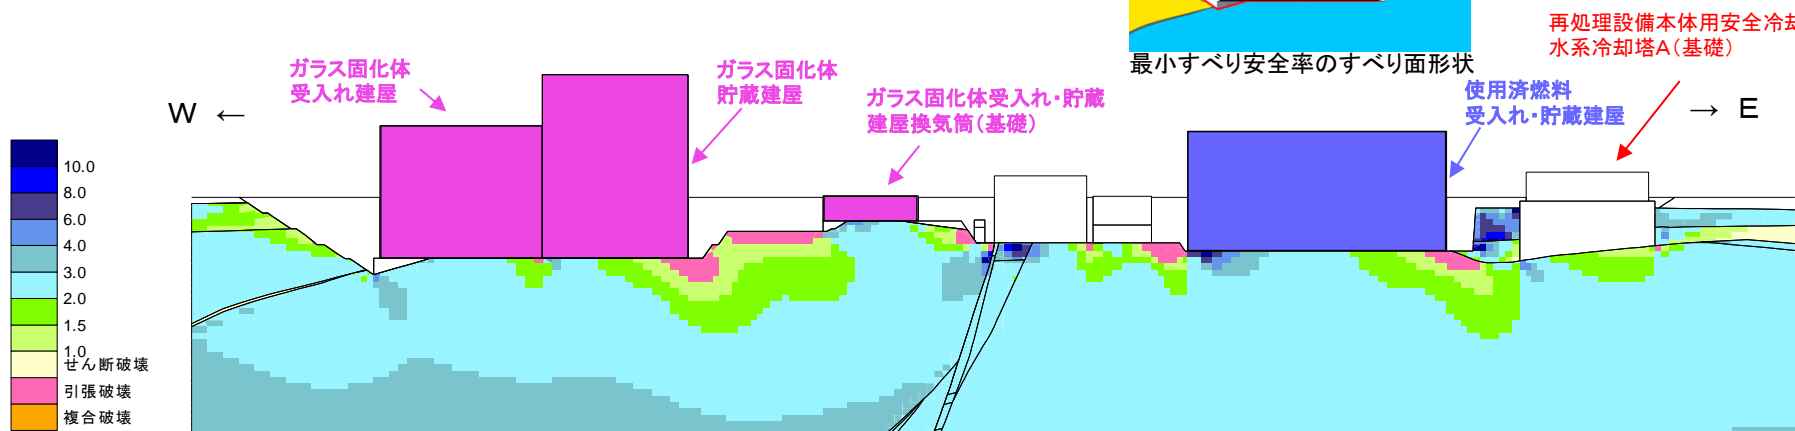 再処理設備本体用安全冷却
水系冷却塔A(基礎)
最小すべり安全率のすべり面形状
ガラス固化体
受入れ建屋
ガラス固化体
貯蔵建屋
ガラス固化体受入れ・貯蔵
建屋換気筒(基礎)
使用済燃料
受入れ・貯蔵建屋
W ←
→ E
10.0
8.0
6.0
4.0
3.0
2.0
1.5
1.0
せん断破壊
引張破壊
複合破壊